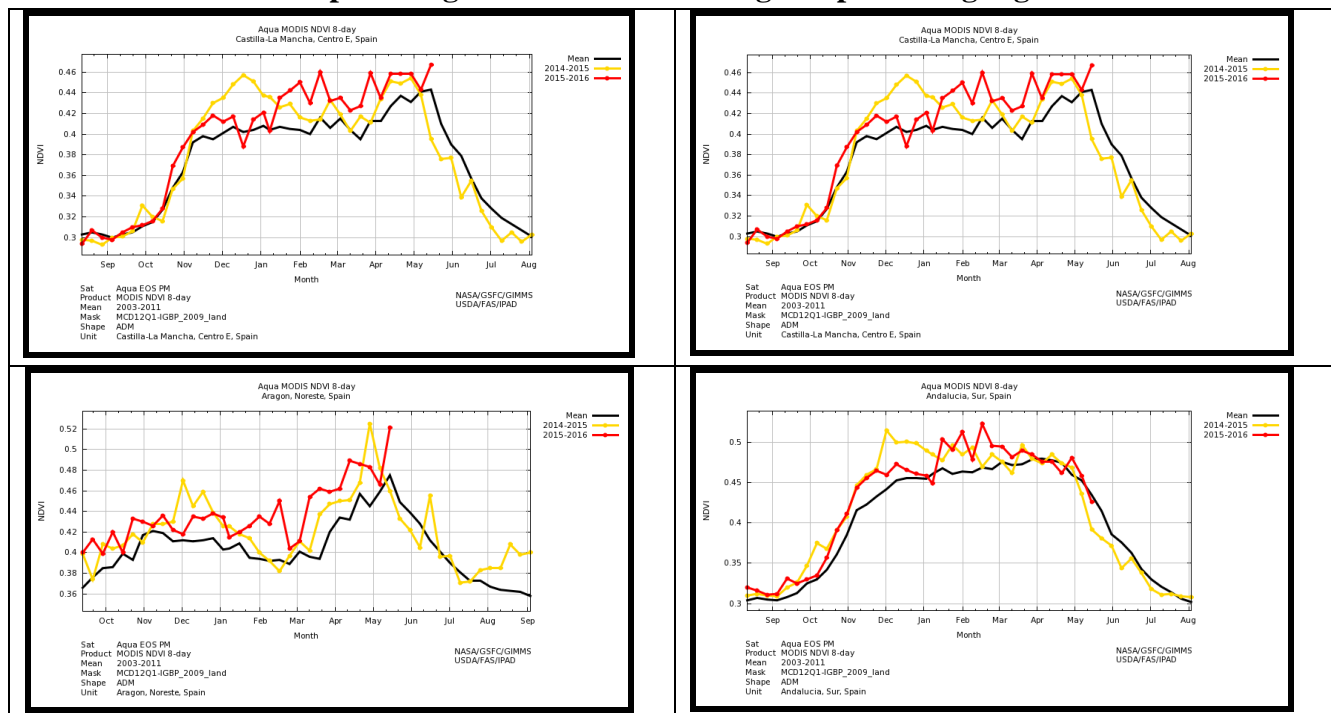 Aqua MODIS NDVI 8-day
Castilla-La Mancha, Centro E, Spain
Mean
2014-2015
2015-2016
0.46
0.44
0.42
0.4
0.38
0.36
0.34
0.32
0.3
NDVI
Sep Oct Nov Dec Jan Feb Mar Apr May Jun Jul Aug
Month
Sat Aqua EOS PM
Product MODIS NDVI 8-day
Mean 2003-2011
Mask MCD12Q1-IGBP_2009_land
Shape ADM
Unit Castilla-La Mancha, Centro E, Spain
NASA/GSFC/GIMMS
USDA/FAS/IPAD
Aqua MODIS NDVI 8-day
Castilla-La Mancha, Centro E, Spain
Mean
2014-2015
2015-2016
0.46
0.44
0.42
0.4
0.38
0.36
0.34
0.32
0.3
NDVI
Sep Oct Nov Dec Jan Feb Mar Apr May Jun Jul Aug
Month
Sat Aqua EOS PM
Product MODIS NDVI 8-day
Mean 2003-2011
Mask MCD12Q1-IGBP_2009_land
Shape ADM
Unit Castilla-La Mancha, Centro E, Spain
NASA/GSFC/GIMMS
USDA/FAS/IPAD
Aqua MODIS NDVI 8-day
Aragon, Noreste, Spain
Mean
2014-2015
2015-2016
0.52
0.5
0.48
0.46
0.44
0.42
0.4
0.38
0.36
NDVI
Oct Nov Dec Jan Feb Mar Apr May Jun Jul Aug Sep
Month
Sat Aqua EOS PM
Product MODIS NDVI 8-day
Mean 2003-2011
Mask MCD12Q1-IGBP_2009_land
Shape ADM
Unit Aragon, Noreste, Spain
NASA/GSFC/GIMMS
USDA/FAS/IPAD
Aqua MODIS NDVI 8-day
Andalucia, Sur, Spain
Mean
2014-2015
2015-2016
0.5
0.45
0.4
0.35
0.3
NDVI
Sep Oct Nov Dec Jan Feb Mar Apr May Jun Jul Aug
Month
Sat Aqua EOS PM
Product MODIS NDVI 8-day
Mean 2003-2011
Mask MCD12Q1-IGBP_2009_land
Shape ADM
Unit Andalucia, Sur, Spain
NASA/GSFC/GIMMS
USDA/FAS/IPAD